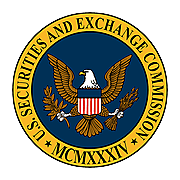 U.S. SECURITIES AND EXCHANGE COMMISSION
MCMXXXIV